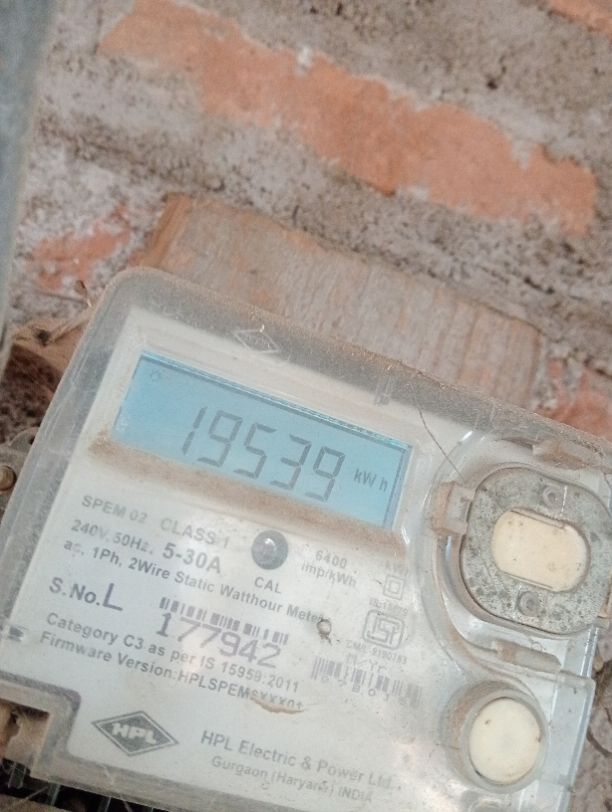 19539 kWh
SPEM 02 CLASS 1
240V, 50Hz, 5-30A
6400
imp/kWh
CAL
ac, 1Ph, 2Wire Static Watthour Meter
S.No.L
177942
Category C3 as per IS 15959:2011
Firmware Version:HPLSPEM
HPL
HPL Electric & Power Ltd.,
Gurgaon (Haryana) INDIA